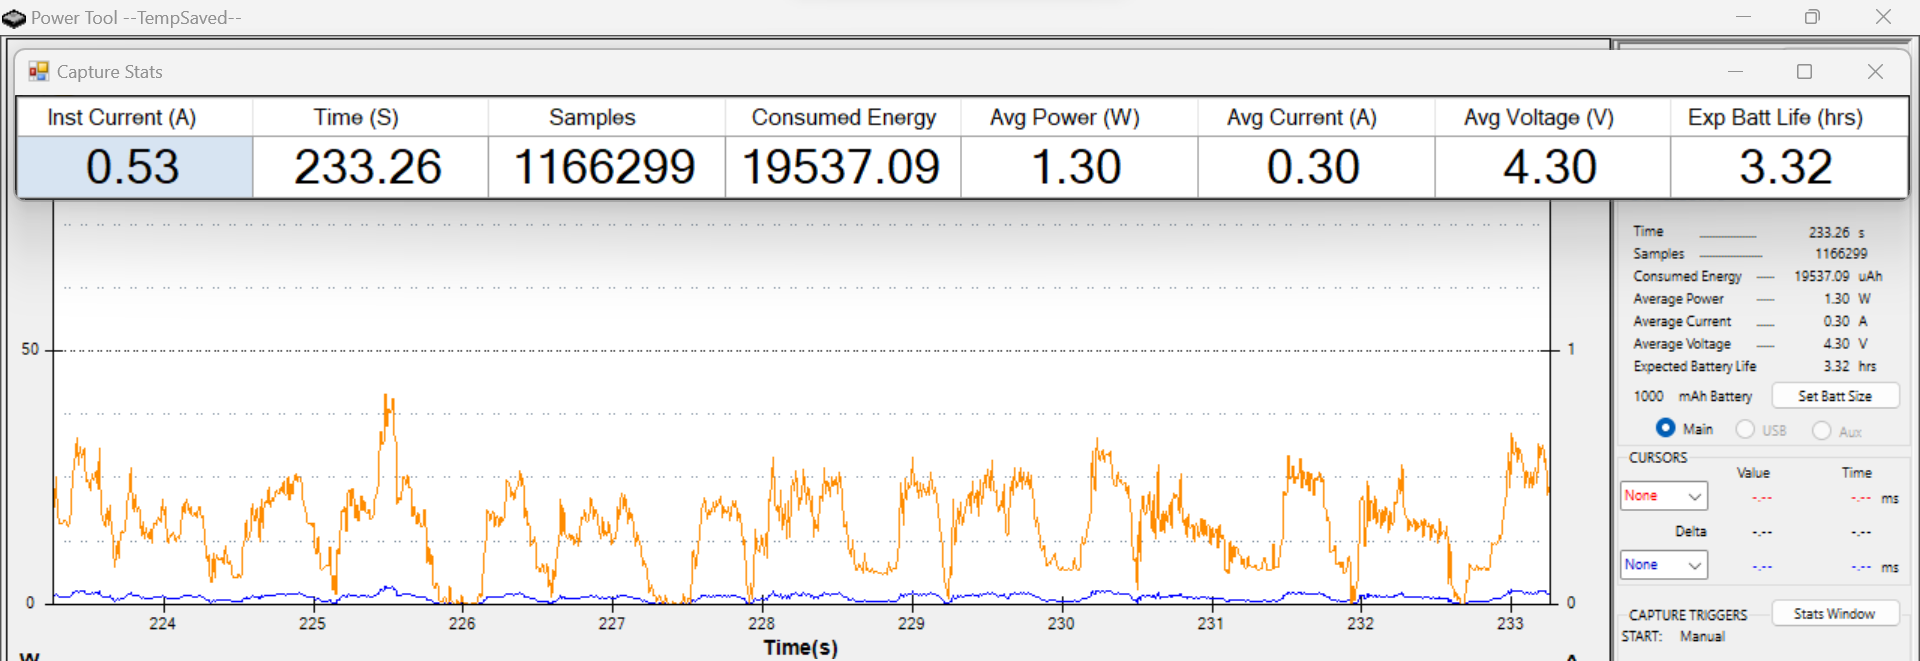 Power Tool --TempSaved--
Capture Stats
Inst Current (A) Time (S) Samples Consumed Energy Avg Power (W) Avg Current (A) Avg Voltage (V) Exp Batt Life (hrs)
0.53 233.26 1166299 19537.09 1.30 0.30 4.30 3.32
Time 233.26 s
Samples 1166299
Consumed Energy 19537.09 uAh
Average Power 1.30 W
Average Current 0.30 A
Average Voltage 4.30 V
Expected Battery Life 3.32 hrs
1000 mAh Battery Set Batt Size
Main USB Aux
CURSORS
Value Time
None -.-- -.-- ms
Delta -.-- -.--
None -.-- -.-- ms
CAPTURE TRIGGERS Stats Window
START: Manual
50 1
0 0
224 225 226 227 228 229 230 231 232 233
Time(s)
W A